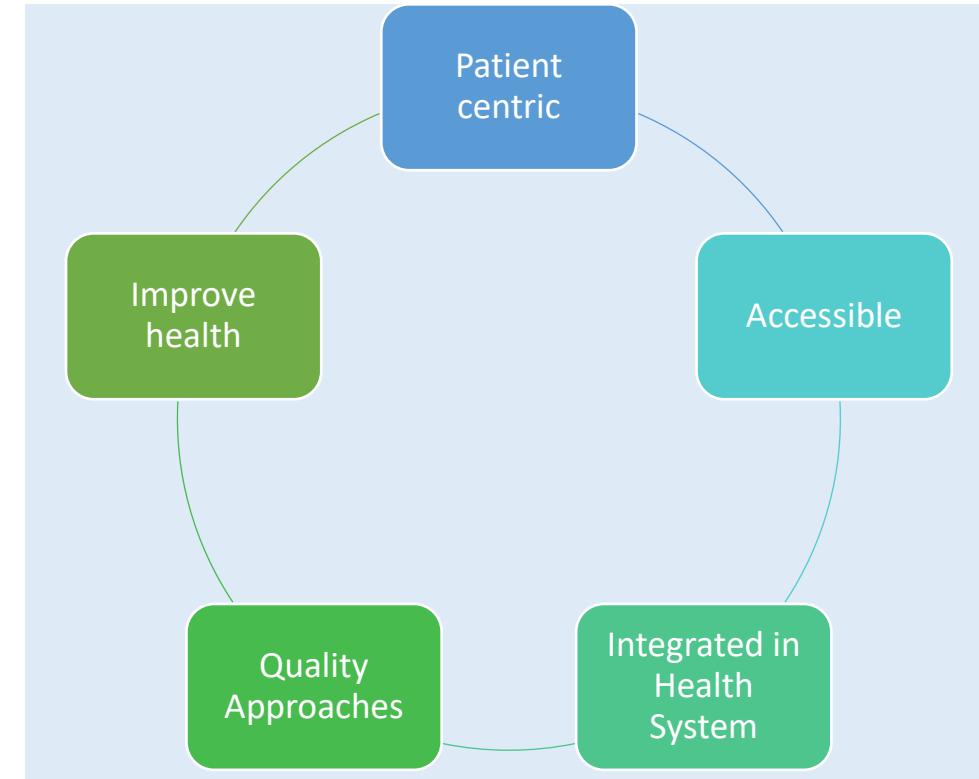 Patient
centric
Accessible
Integrated in
Health
System
Quality
Approaches
Improve
health